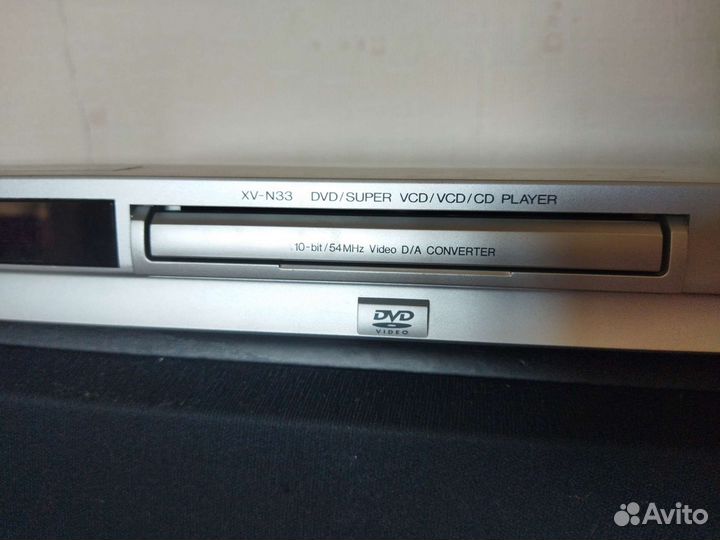 XV-N33 DVD/SUPER VCD/VCD/CD PLAYER
10-bit/54MHz Video D/A CONVERTER
DVD
VIDEO
Avito